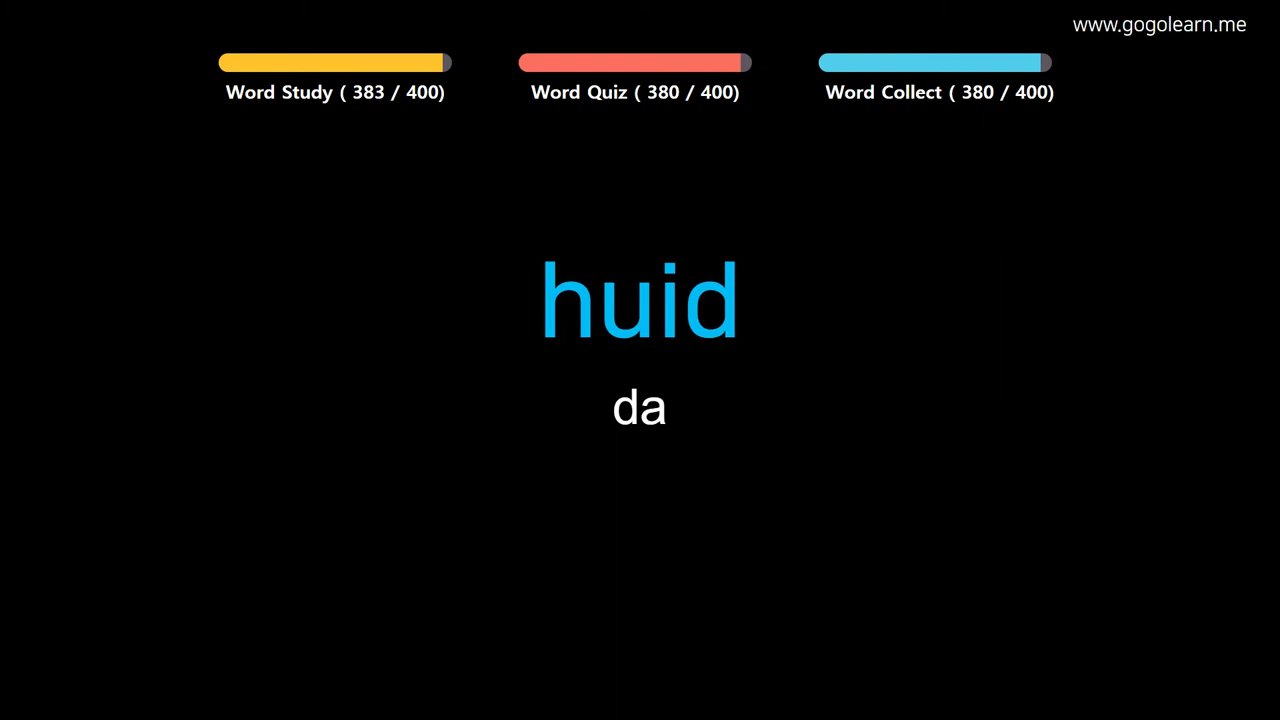 www.gogolearn.me
Word Study ( 383 / 400)
Word Quiz ( 380 / 400)
Word Collect ( 380 / 400)
huid
da